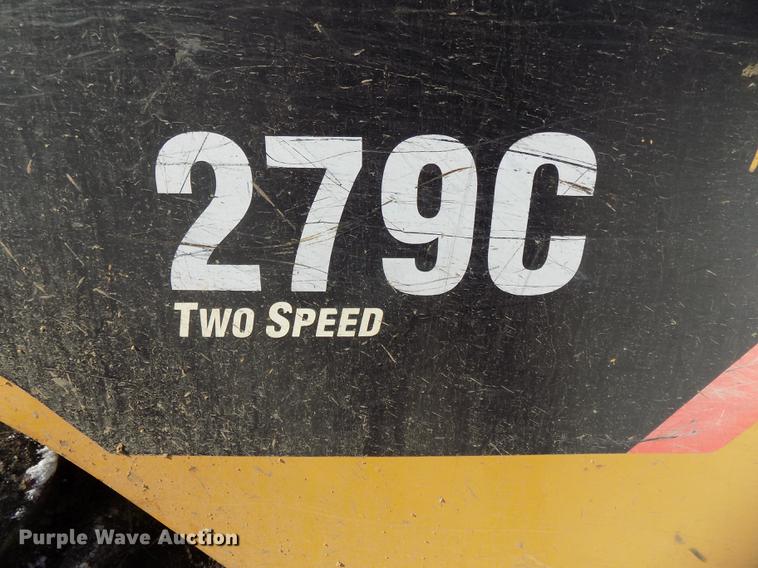 279C
Two Speed
Purple Wave Auction